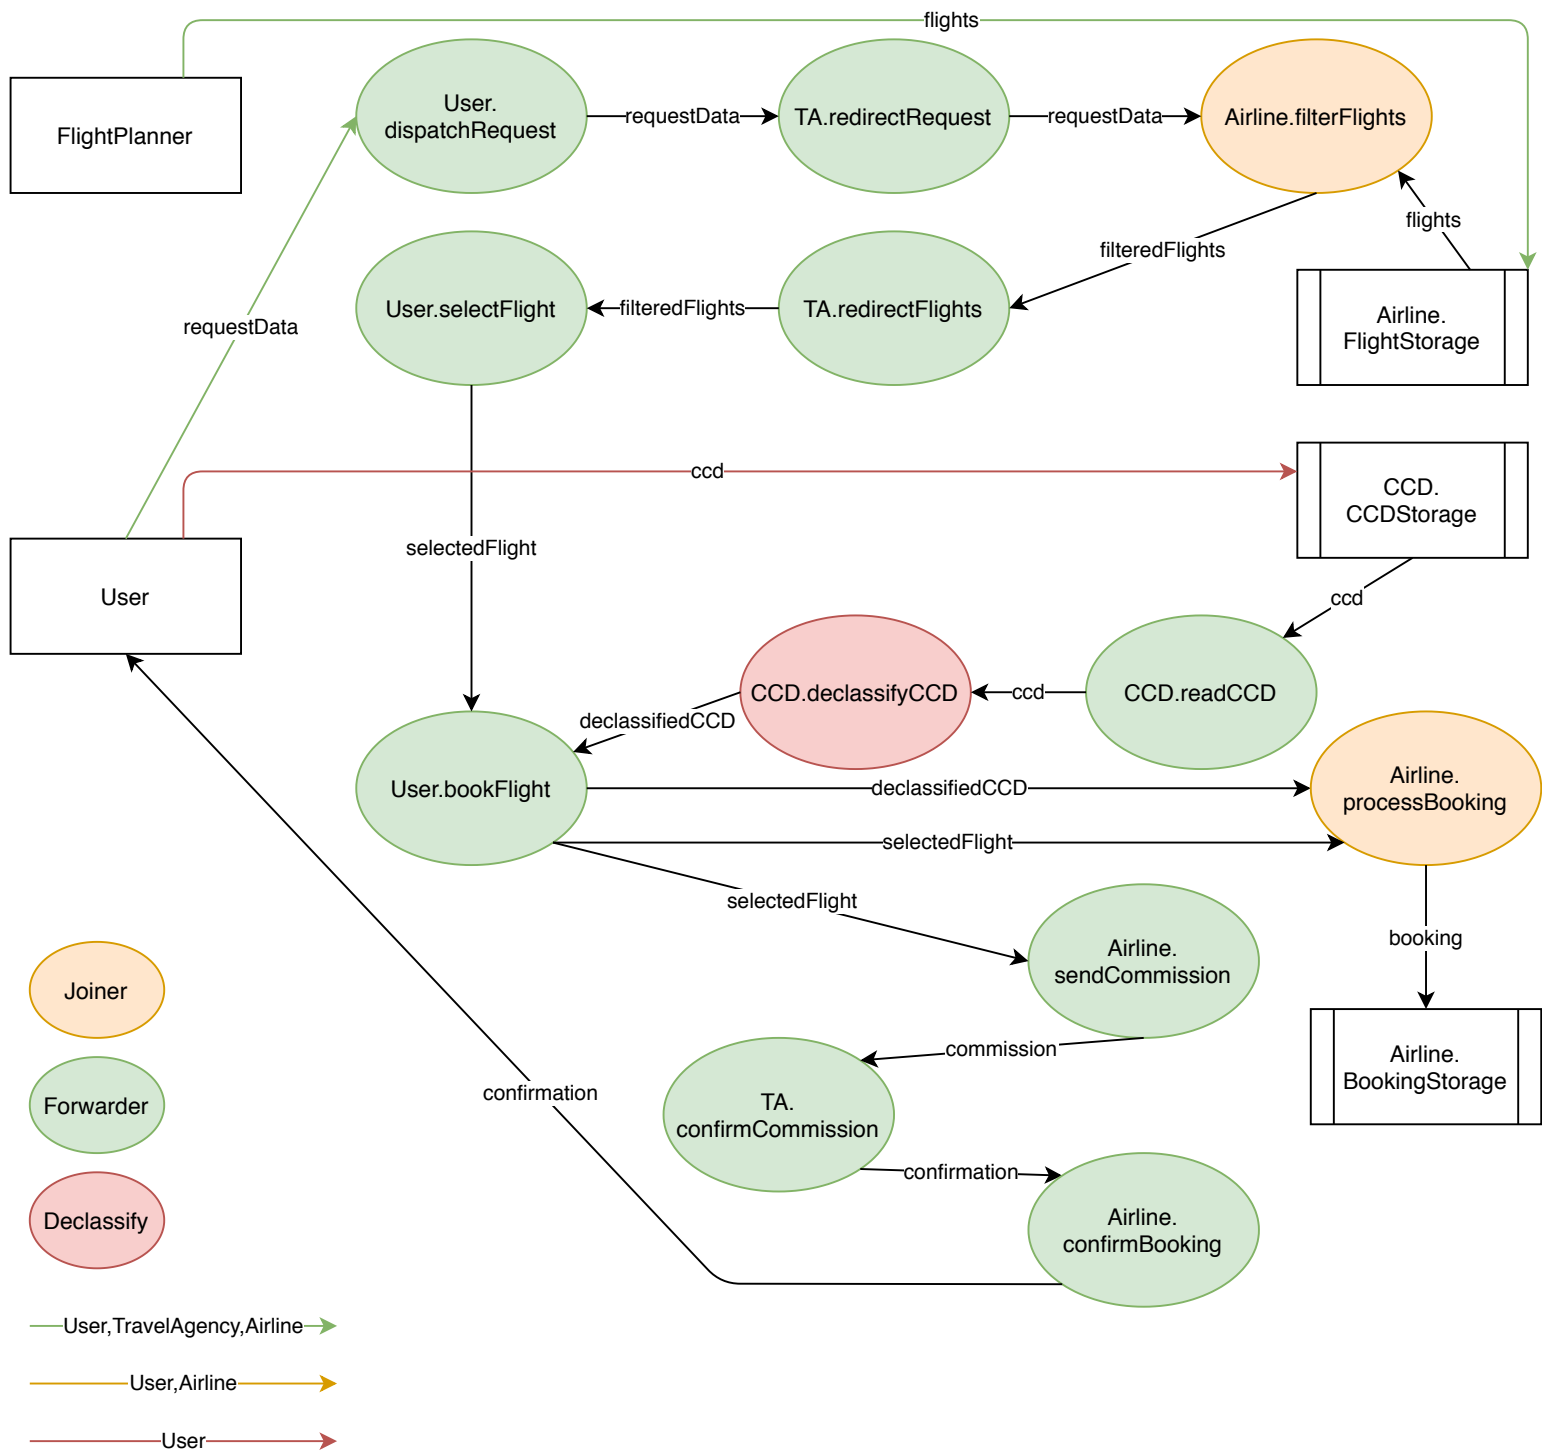 flights
FlightPlanner
User.
dispatchRequest
requestData
TA.redirectRequest
requestData
Airline.filterFlights
flights
filteredFlights
User.selectFlight
filteredFlights
TA.redirectFlights
Airline.
FlightStorage
requestData
ccd
CCD.
CCDStorage
selectedFlight
User
ccd
CCD.declassifyCCD
ccd
CCD.readCCD
declassifiedCCD
User.bookFlight
declassifiedCCD
Airline.
processBooking
selectedFlight
selectedFlight
booking
Airline.
sendCommission
Joiner
commission
Airline.
BookingStorage
confirmation
Forwarder
TA.
confirmCommission
confirmation
Declassify
Airline.
confirmBooking
User,TravelAgency,Airline
User,Airline
User